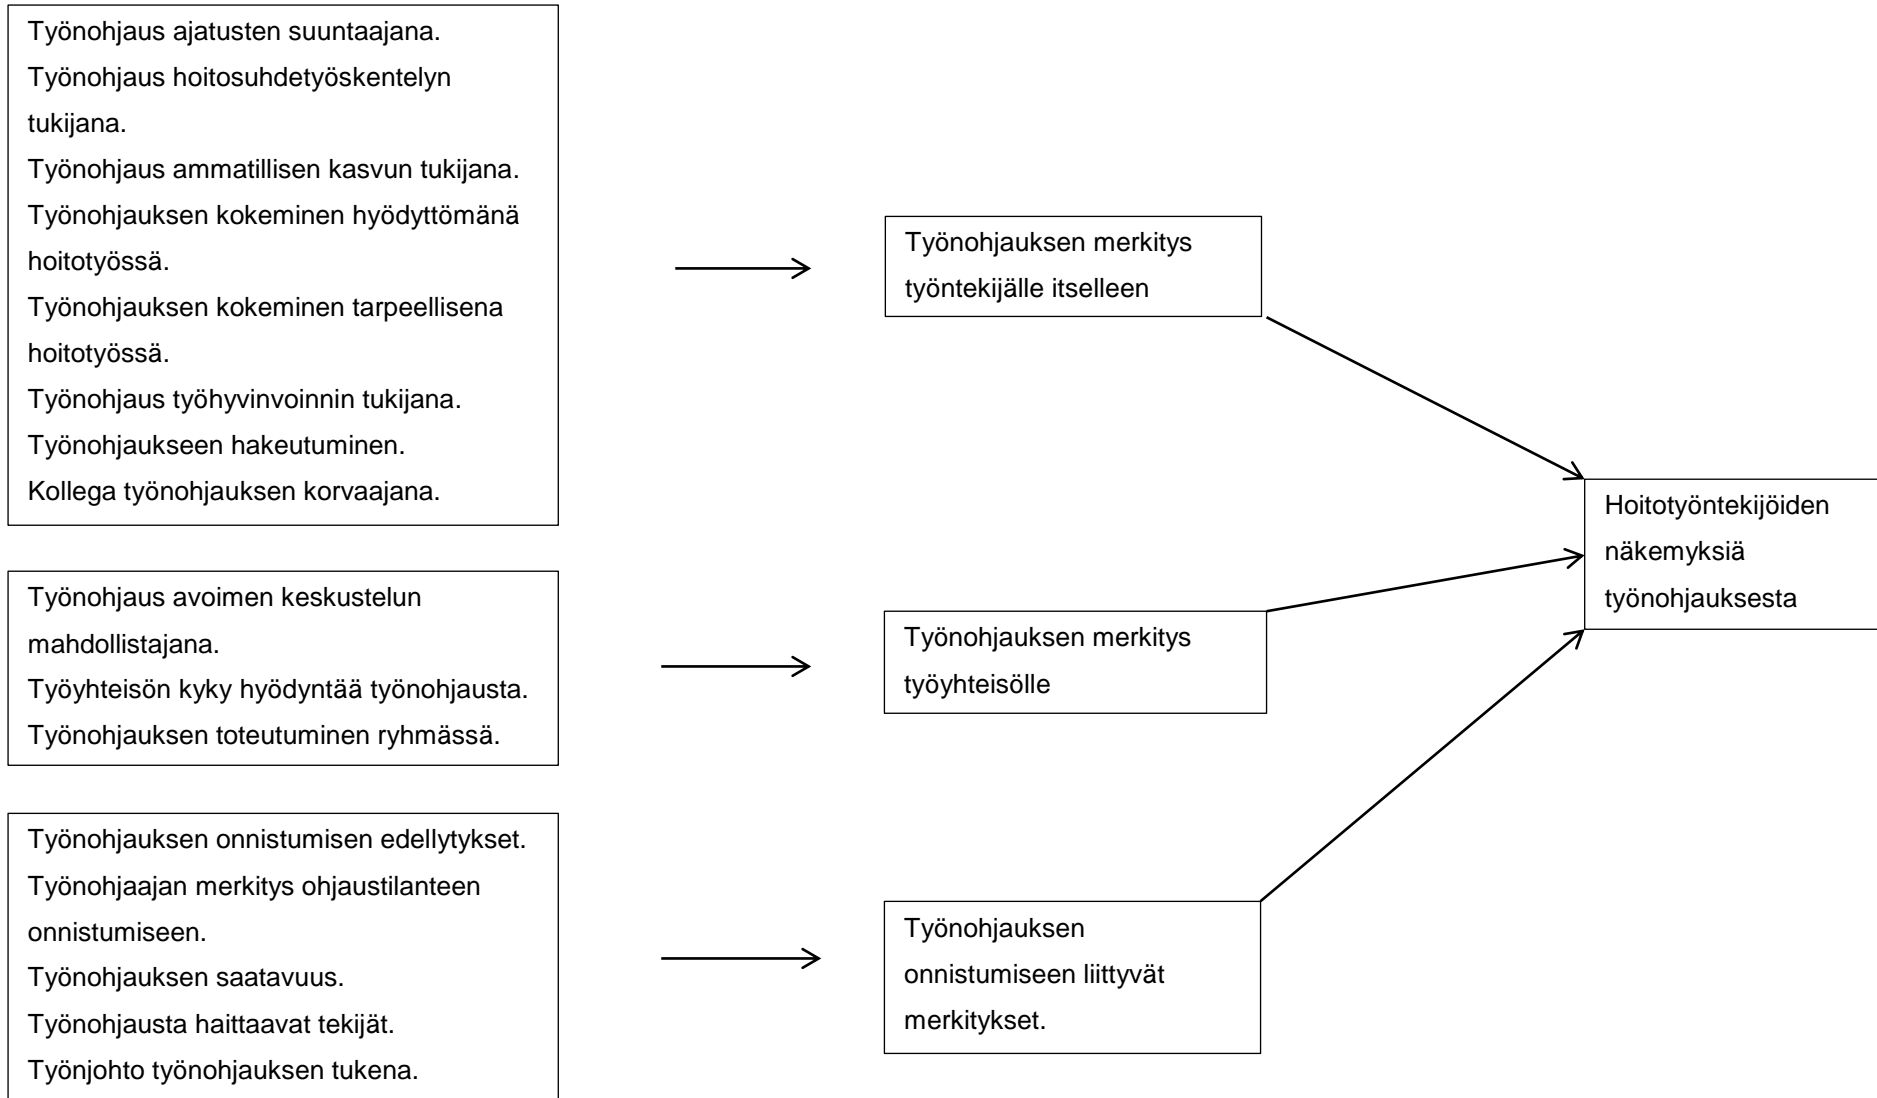 Työnohjaus ajatusten suuntaajana.
Työnohjaus hoitosuhdetyöskentelyn
tukijana.
Työnohjaus ammatillisen kasvun tukijana.
Työnohjauksen kokeminen hyödyttömänä
hoitotyössä.
Työnohjauksen kokeminen tarpeellisena
hoitotyössä.
Työnohjaus työhyvinvoinnin tukijana.
Työnohjaukseen hakeutuminen.
Kollega työnohjauksen korvaajana.
Työnohjaus avoimen keskustelun
mahdollistajana.
Työyhteisön kyky hyödyntää työnohjausta.
Työnohjauksen toteutuminen ryhmässä.
Työnohjauksen onnistumisen edellytykset.
Työnohjaajan merkitys ohjaustilanteen
onnistumiseen.
Työnohjauksen saatavuus.
Työnohjausta haittaavat tekijät.
Työnjohto työnohjauksen tukena.
Työnohjauksen merkitys
työntekijälle itselleen
Työnohjauksen merkitys
työyhteisölle
Työnohjauksen
onnistumiseen liittyvät
merkitykset.
Hoitotyöntekijöiden
näkemyksiä
työnohjauksesta